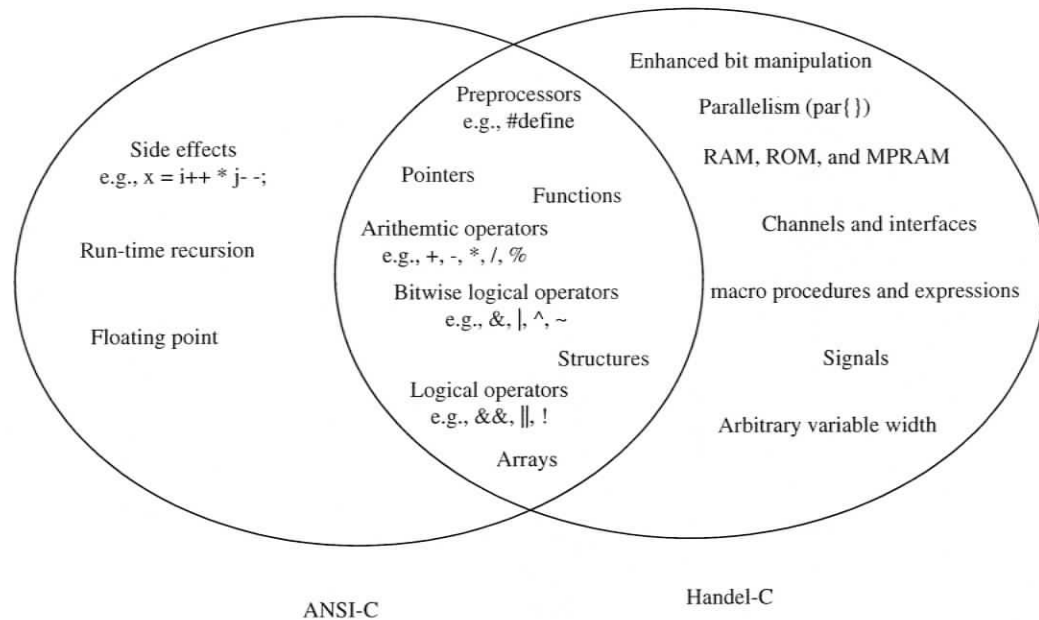 Side effects
e.g., x = i++ * j- -;
Run-time recursion
Floating point
Preprocessors
e.g., #define
Pointers
Functions
Arithemtic operators
e.g., +, -, *, /, %
Bitwise logical operators
e.g., &, |, ^, ~
Structures
Logical operators
e.g., &&, ||, !
Arrays
Enhanced bit manipulation
Parallelism (par{})
RAM, ROM, and MPRAM
Channels and interfaces
macro procedures and expressions
Signals
Arbitrary variable width
ANSI-C
Handel-C